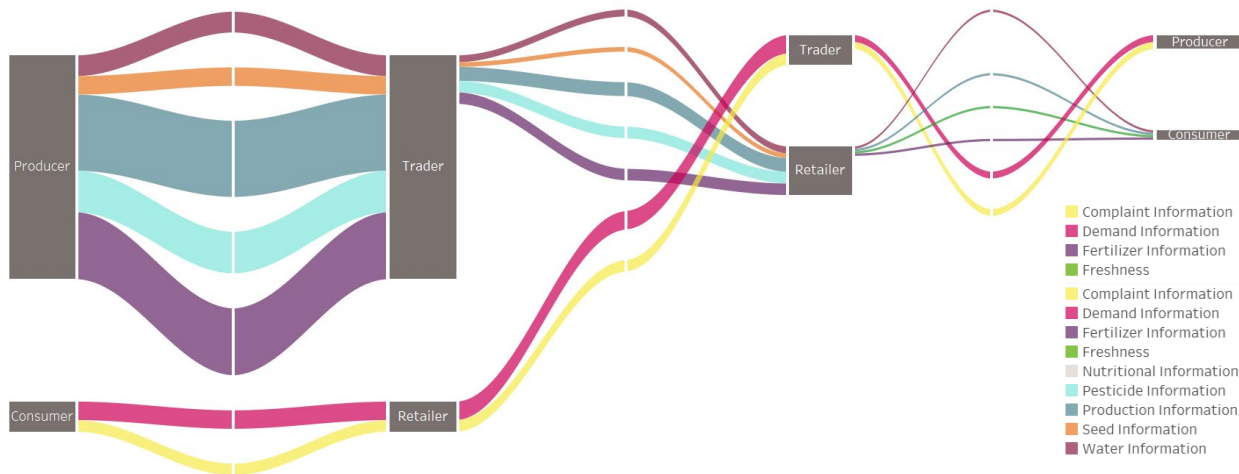 Producer
Trader
Consumer
Retailer
Trader
Retailer
Producer
Consumer
Complaint Information
Demand Information
Fertilizer Information
Freshness
Complaint Information
Demand Information
Fertilizer Information
Freshness
Nutritional Information
Pesticide Information
Production Information
Seed Information
Water Information